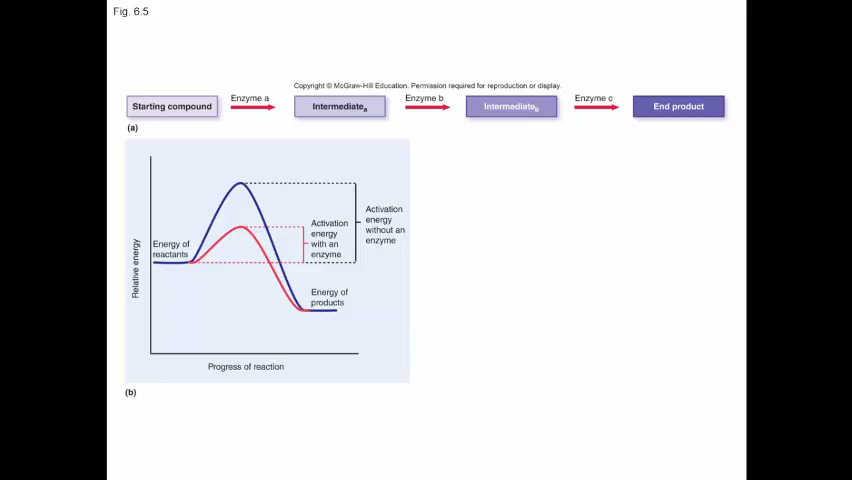 Fig. 6.5
Copyright © McGraw-Hill Education. Permission required for reproduction or display.
Starting compound
Enzyme a
Intermediateₐ
Enzyme b
Intermediate_b
Enzyme c
End product
(a)
Relative energy
Energy of
reactants
Activation
energy
with an
enzyme
Activation
energy
without an
enzyme
Energy of
products
Progress of reaction
(b)